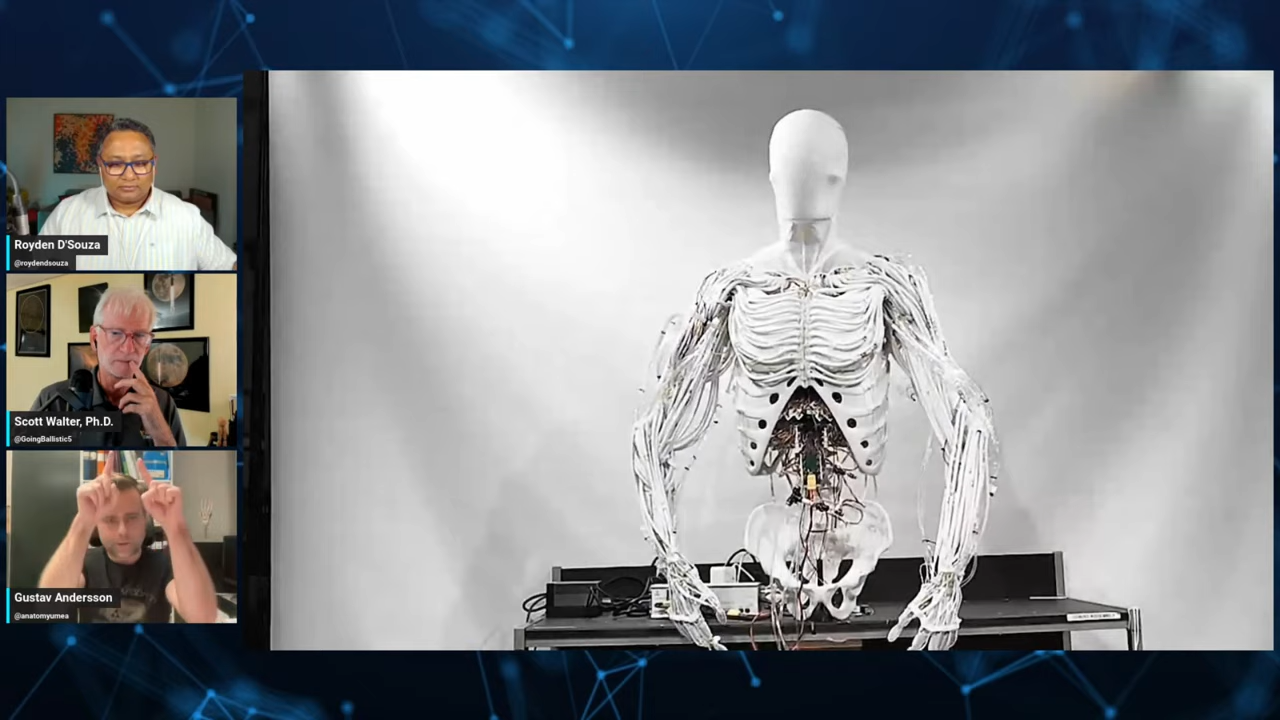 Royden D'Souza
@roydendsouza
Scott Walter, Ph.D.
@GoingBallistic5
Gustav Andersson
@anatomyumea